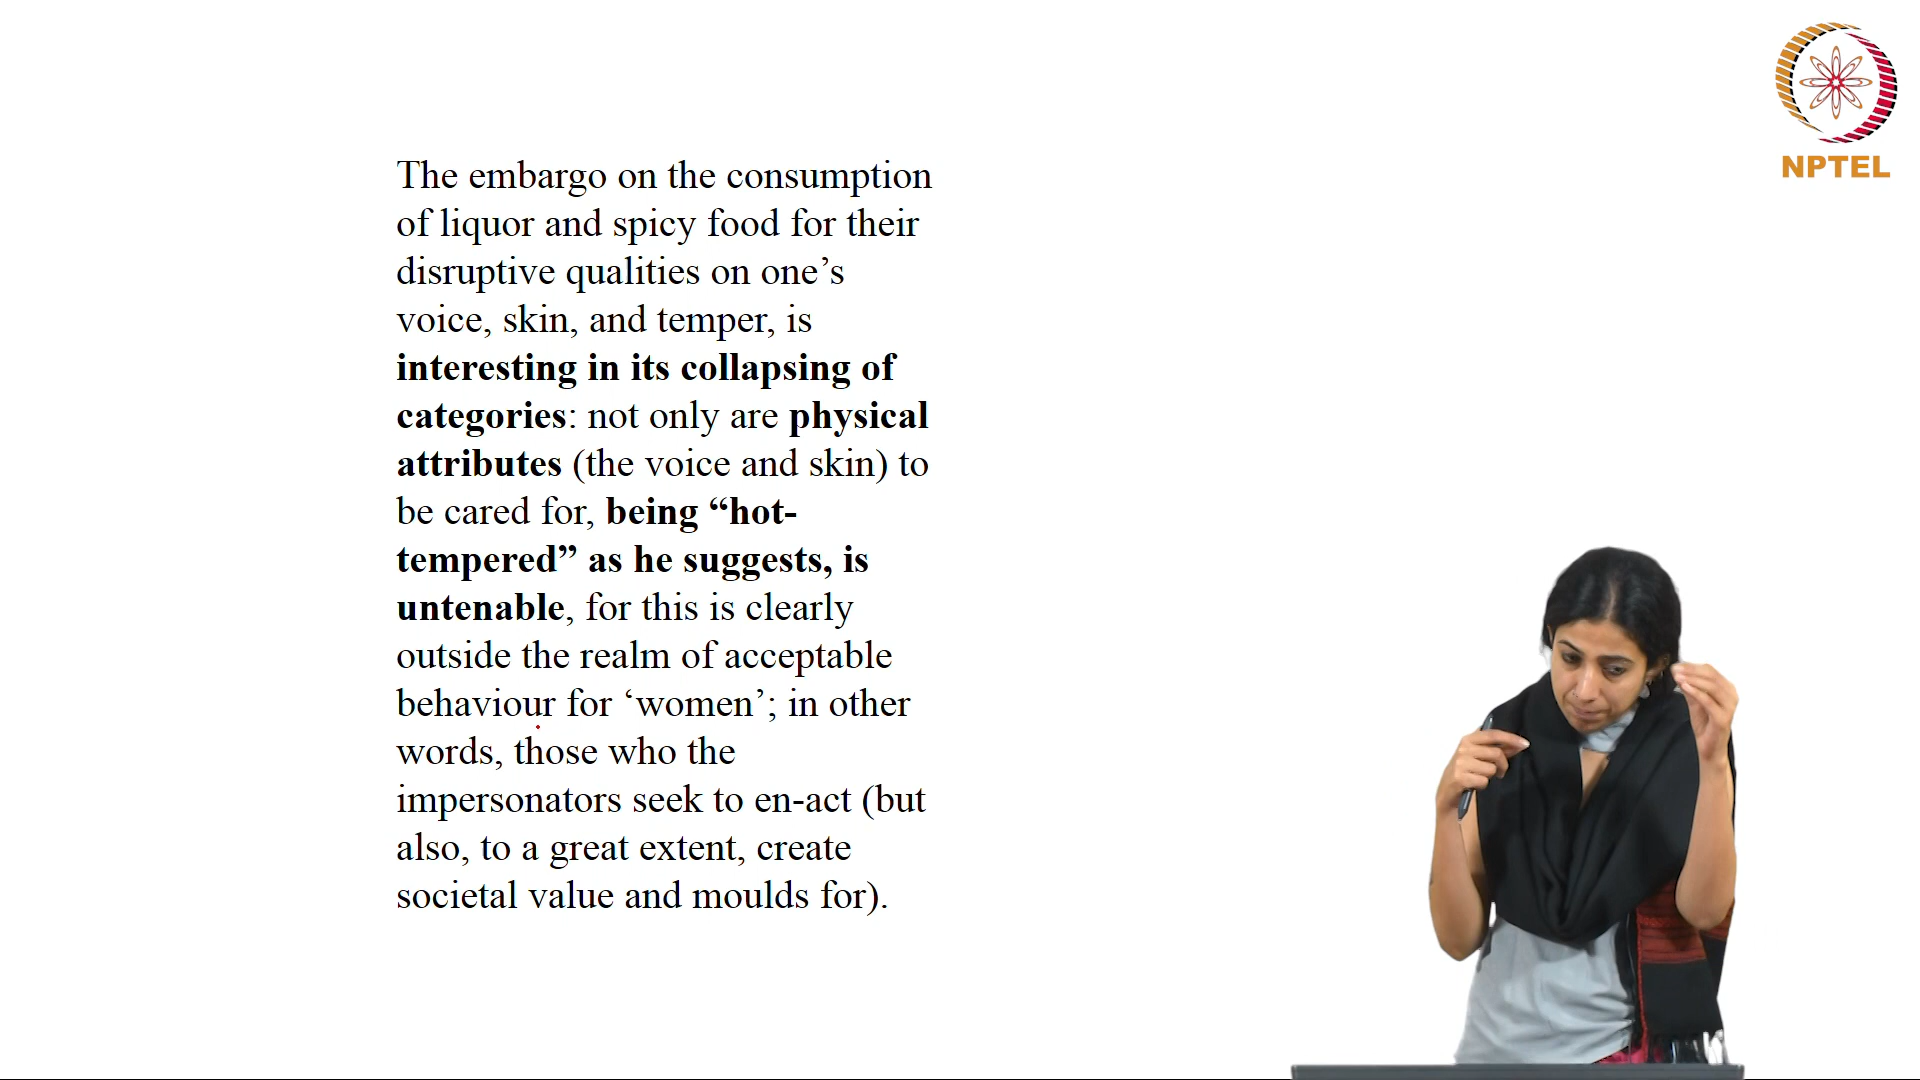 The embargo on the consumption
of liquor and spicy food for their
disruptive qualities on one’s
voice, skin, and temper, is
interesting in its collapsing of
categories: not only are physical
attributes (the voice and skin) to
be cared for, being “hot-
tempered” as he suggests, is
untenable, for this is clearly
outside the realm of acceptable
behaviour for ‘women’; in other
words, those who the
impersonators seek to en-act (but
also, to a great extent, create
societal value and moulds for).
NPTEL